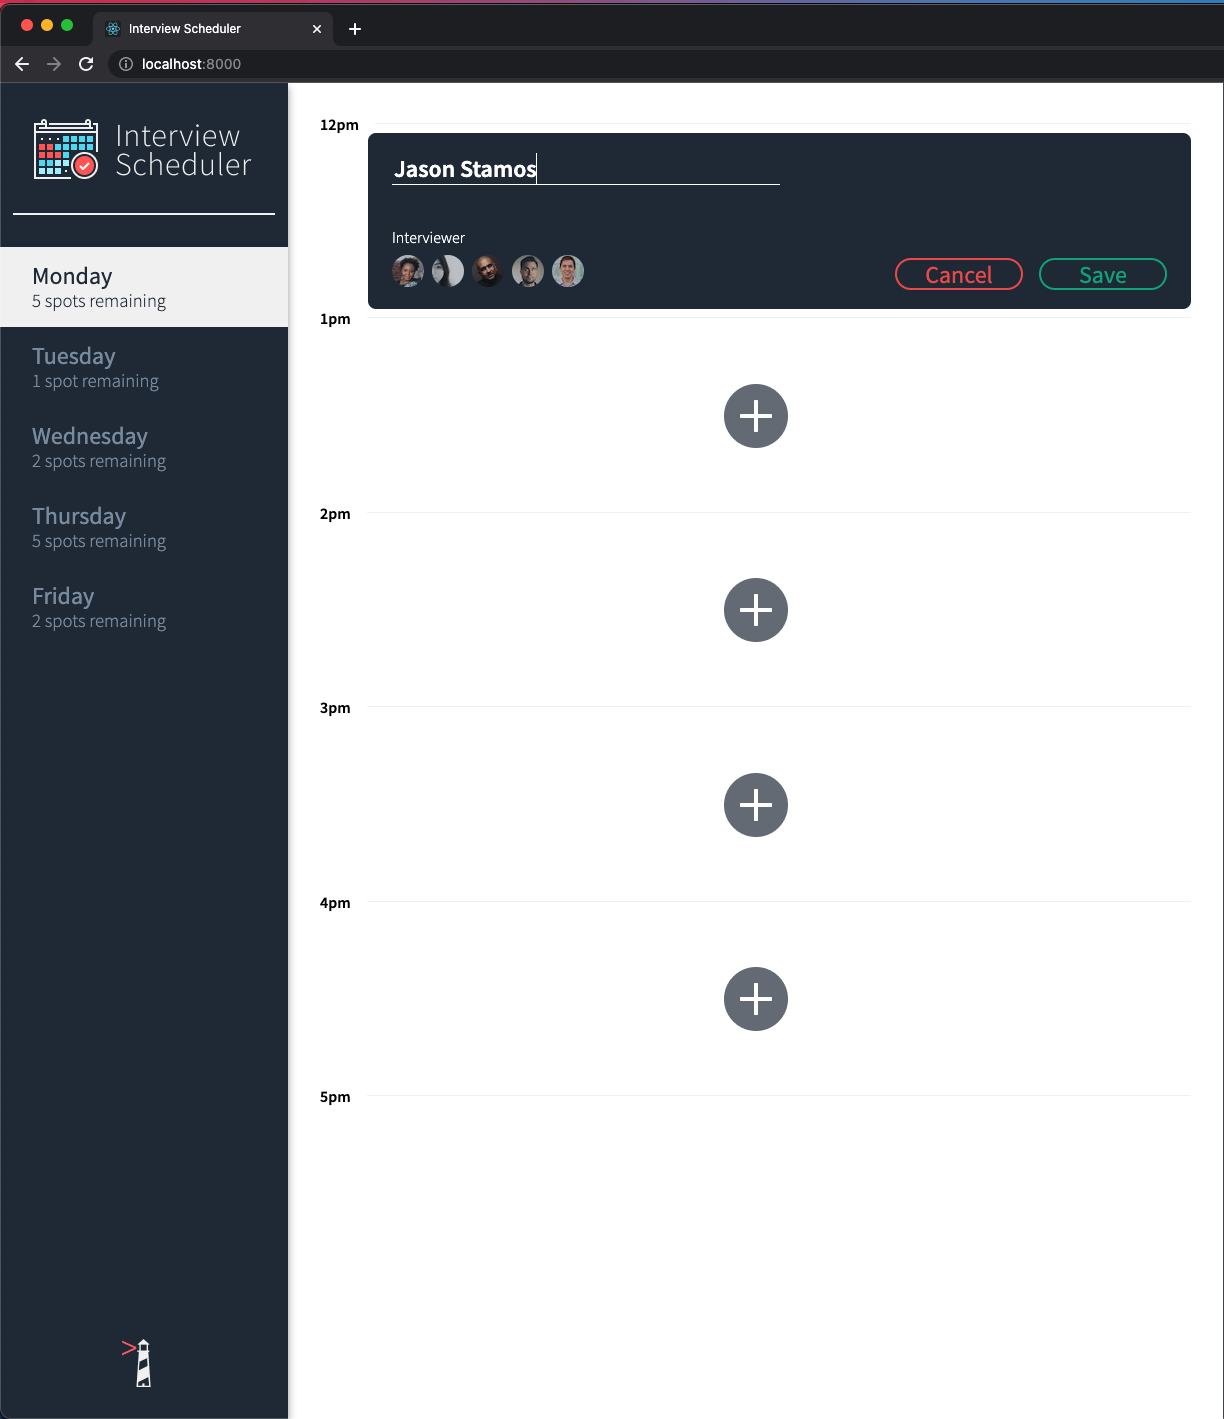 Interview Scheduler
localhost:8000
Interview
Scheduler
Monday
5 spots remaining
Tuesday
1 spot remaining
Wednesday
2 spots remaining
Thursday
5 spots remaining
Friday
2 spots remaining
12pm
Jason Stamos
Interviewer
Cancel
Save
1pm
2pm
3pm
4pm
5pm